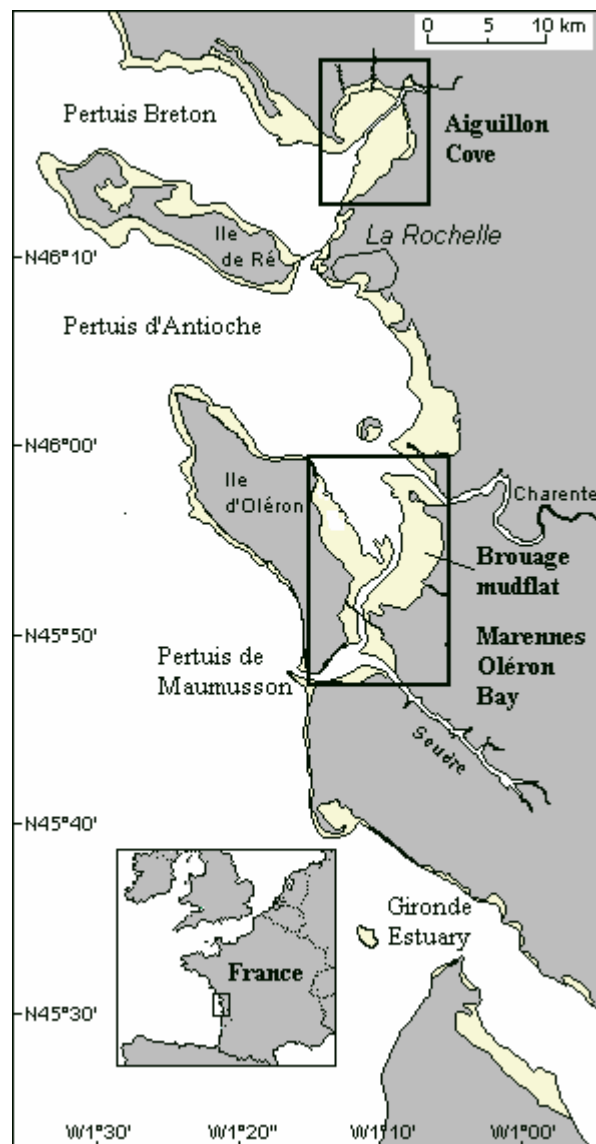 0 5 10 km
Pertuis Breton
Aiguillon
Cove
Ile
de Ré
La Rochelle
N46°10'
Pertuis d'Antioche
N46°00'
Ile
d'Oléron
Charente
Brouage
mudflat
N45°50'
Pertuis de
Maumusson
Marennes
Oléron
Bay
Seudre
N45°40'
Gironde
Estuary
France
N45°30'
W1°30' W1°20' W1°10' W1°00'